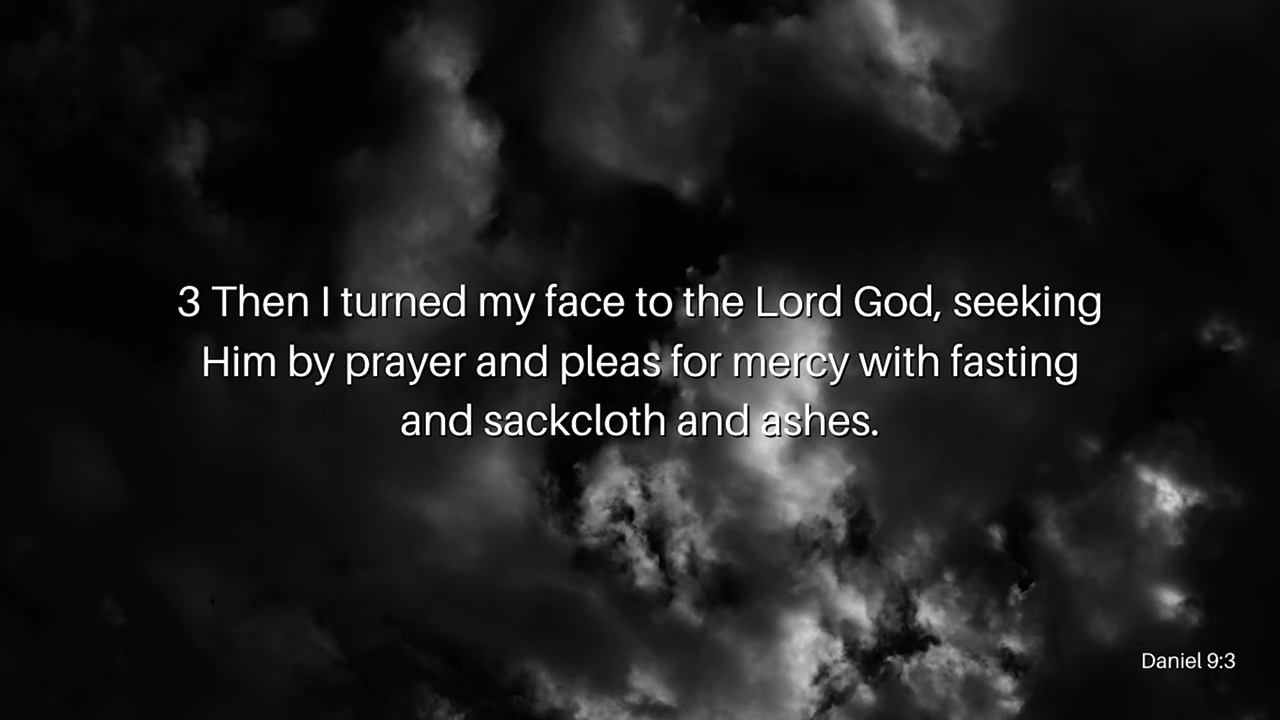 3 Then I turned my face to the Lord God, seeking
Him by prayer and pleas for mercy with fasting
and sackcloth and ashes.
Daniel 9:3